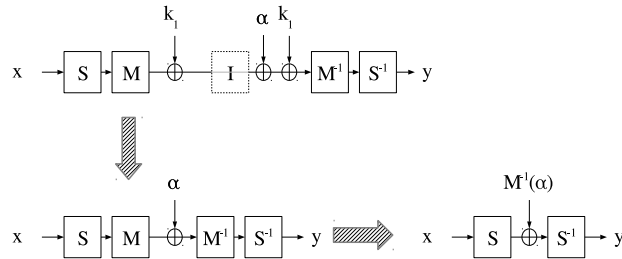 k₁ α k₁
x S M I M⁻¹ S⁻¹ y
α M⁻¹(α)
x S M M⁻¹ S⁻¹ y x S S⁻¹ y